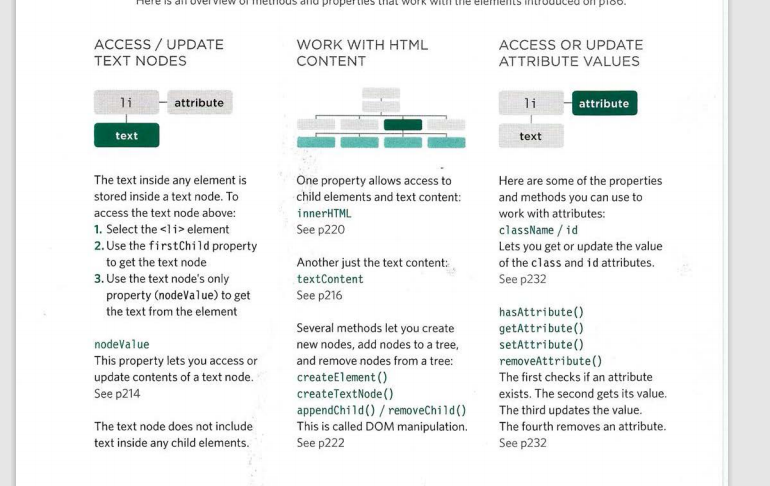 Here is an overview of methods and properties that work with the elements introduced on p186.
ACCESS / UPDATE
TEXT NODES
li
attribute
text
The text inside any element is
stored inside a text node. To
access the text node above:
1. Select the <li> element
2. Use the firstChild property
to get the text node
3. Use the text node's only
property (nodeValue) to get
the text from the element
nodeValue
This property lets you access or
update contents of a text node.
See p214
The text node does not include
text inside any child elements.
WORK WITH HTML
CONTENT
One property allows access to
child elements and text content:
innerHTML
See p220
Another just the text content:
textContent
See p216
Several methods let you create
new nodes, add nodes to a tree,
and remove nodes from a tree:
createElement()
createTextNode()
appendChild() / removeChild()
This is called DOM manipulation.
See p222
ACCESS OR UPDATE
ATTRIBUTE VALUES
li
attribute
text
Here are some of the properties
and methods you can use to
work with attributes:
className / id
Lets you get or update the value
of the class and id attributes.
See p232
hasAttribute()
getAttribute()
setAttribute()
removeAttribute()
The first checks if an attribute
exists. The second gets its value.
The third updates the value.
The fourth removes an attribute.
See p232